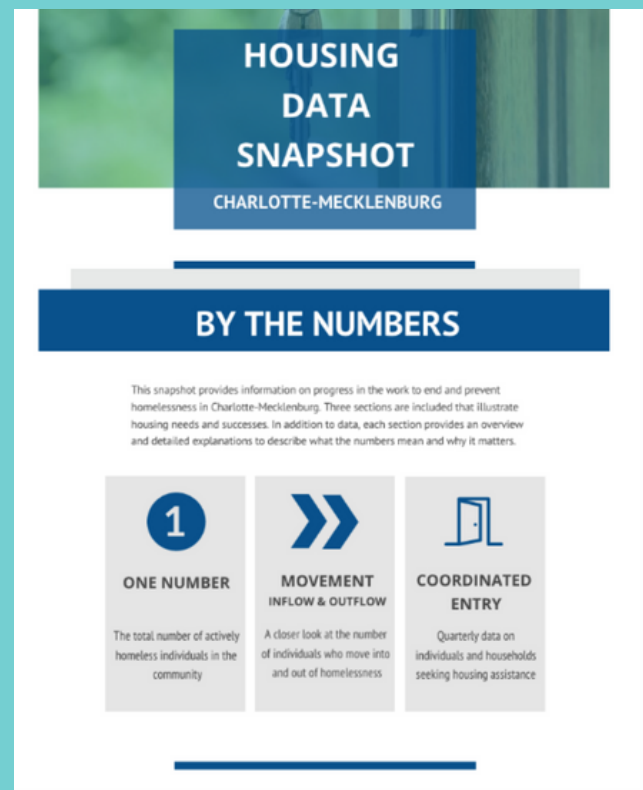 HOUSING
DATA
SNAPSHOT
CHARLOTTE-MECKLENBURG
BY THE NUMBERS
This snapshot provides information on progress in the work to end and prevent
homelessness in Charlotte-Mecklenburg. Three sections are included that illustrate
housing needs and successes. In addition to data, each section provides an overview
and detailed explanations to describe what the numbers mean and why it matters.
1
ONE NUMBER
The total number of actively
homeless individuals in the
community
MOVEMENT
INFLOW & OUTFLOW
A closer look at the number
of individuals who move into
and out of homelessness
COORDINATED
ENTRY
Quarterly data on
individuals and households
seeking housing assistance